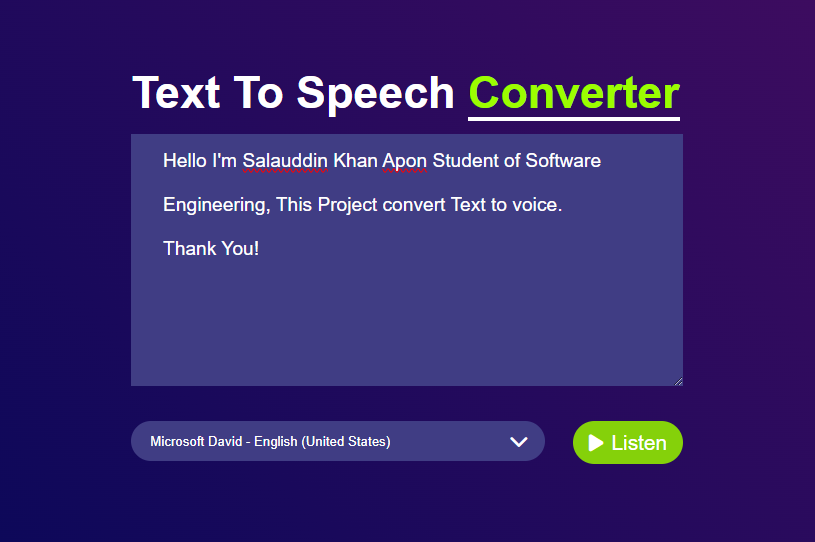 Text To Speech Converter
Hello I'm Salauddin Khan Apon Student of Software
Engineering, This Project convert Text to voice.
Thank You!
Microsoft David - English (United States)
Listen